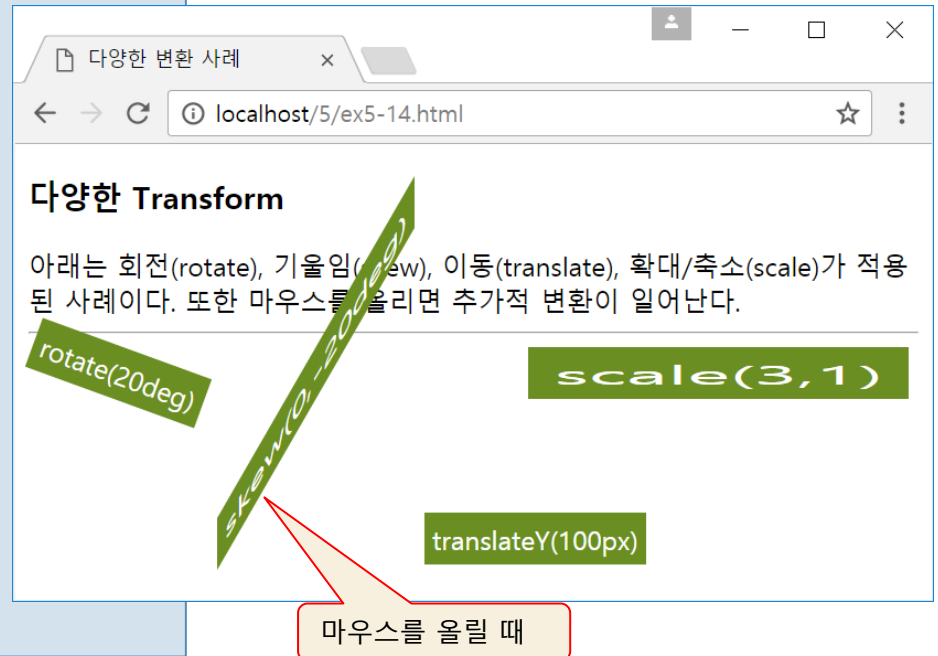 다양한 변환 사례
localhost/5/ex5-14.html
다양한 Transform
아래는 회전(rotate), 기울임( ew), 이동(translate), 확대/축소(scale)가 적용
된 사례이다. 또한 마우스를 올리면 추가적 변환이 일어난다.
rotate(20deg)
skew(0, -20deg)
scale(3,1)
translateY(100px)
마우스를 올릴 때